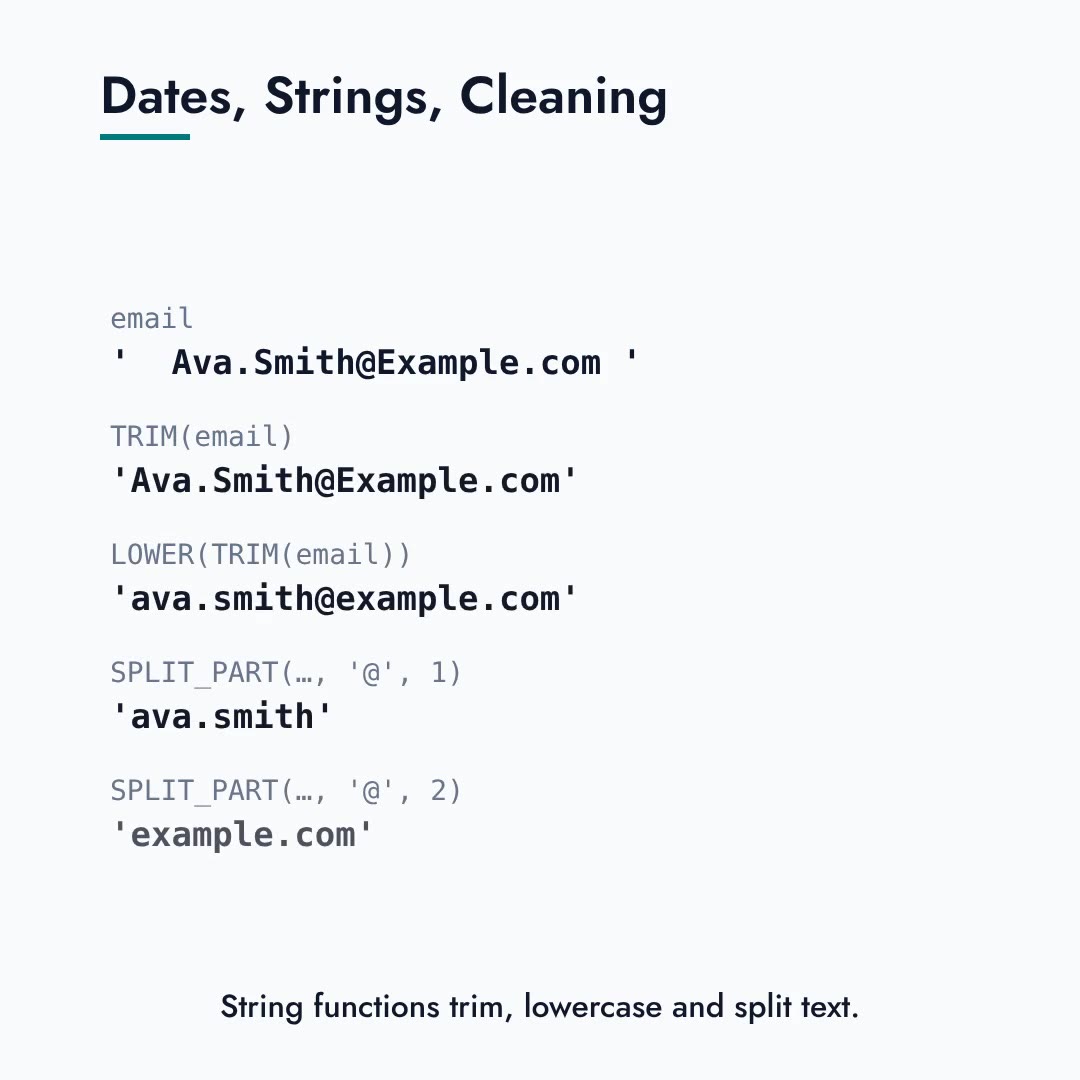 Dates, Strings, Cleaning
email
'  Ava.Smith@Example.com '
TRIM(email)
'Ava.Smith@Example.com'
LOWER(TRIM(email))
'ava.smith@example.com'
SPLIT_PART(…, '@', 1)
'ava.smith'
SPLIT_PART(…, '@', 2)
'example.com'
String functions trim, lowercase and split text.